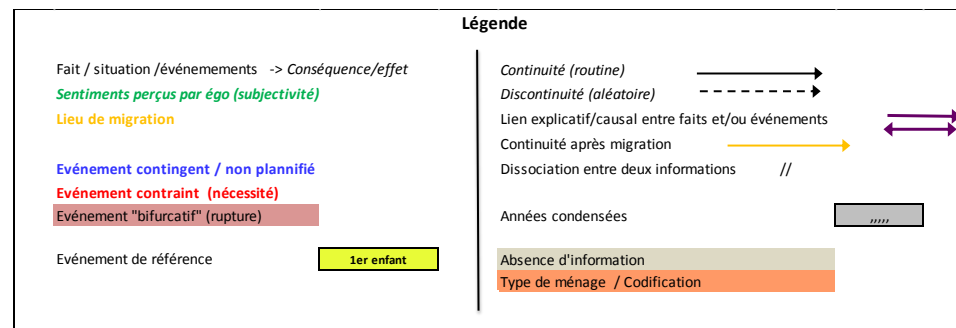 Légende
Fait / situation /événemements -> Conséquence/effet
Sentiments perçus par égo (subjectivité)
Lieu de migration
Evénement contingent / non plannifié
Evénement contraint (nécessité)
Evénement "bifurcatif" (rupture)
Evénement de référence 1er enfant
Continuité (routine)
Discontinuité (aléatoire)
Lien explicatif/causal entre faits et/ou événements
Continuité après migration
Dissociation entre deux informations //
Années condensées ,,,,,
Absence d'information
Type de ménage / Codification